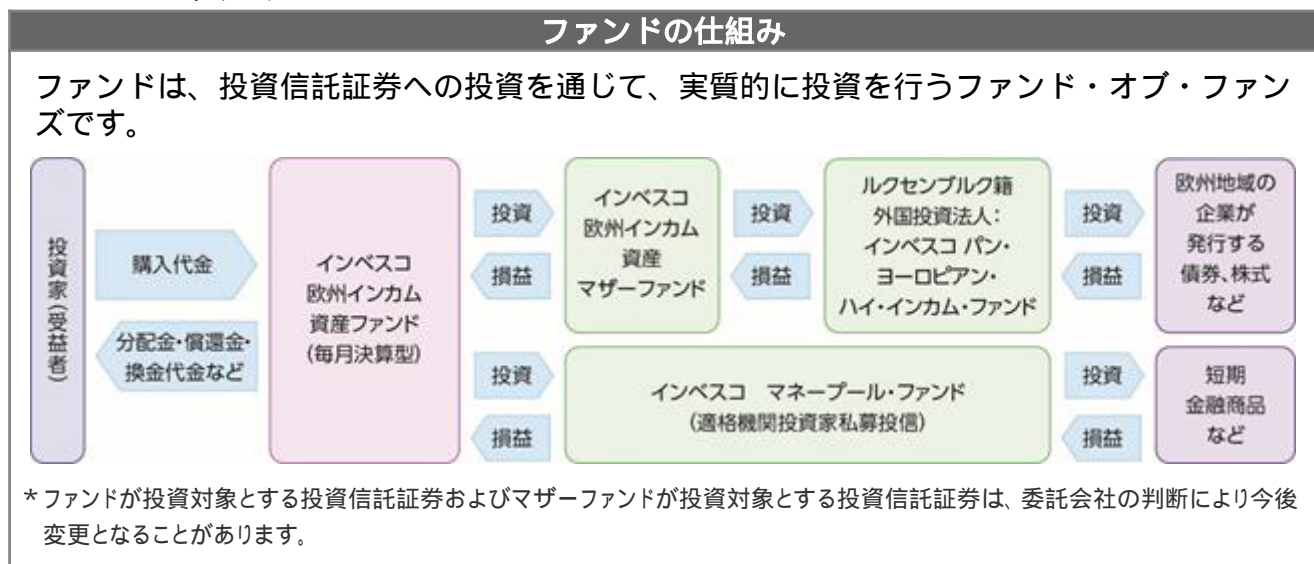 ファンドの仕組み
ファンドは、投資信託証券への投資を通じて、実質的に投資を行うファンド・オブ・ファン
ズです。
投資家(受益者)
購入代金
分配金・償還金・
換金代金など
インベスコ
欧州インカム
資産ファンド
(毎月決算型)
投資
損益
インベスコ
欧州インカム
資産
マザーファンド
投資
損益
ルクセンブルク籍
外国投資法人:
インベスコ パン・
ヨーロピアン・
ハイ・インカム・ファンド
投資
損益
欧州地域の
企業が
発行する
債券、株式
など
投資
損益
インベスコ マネープール・ファンド
(適格機関投資家私募投信)
投資
損益
短期
金融商品
など
*ファンドが投資対象とする投資信託証券およびマザーファンドが投資対象とする投資信託証券は、委託会社の判断により今後
変更となることがあります。